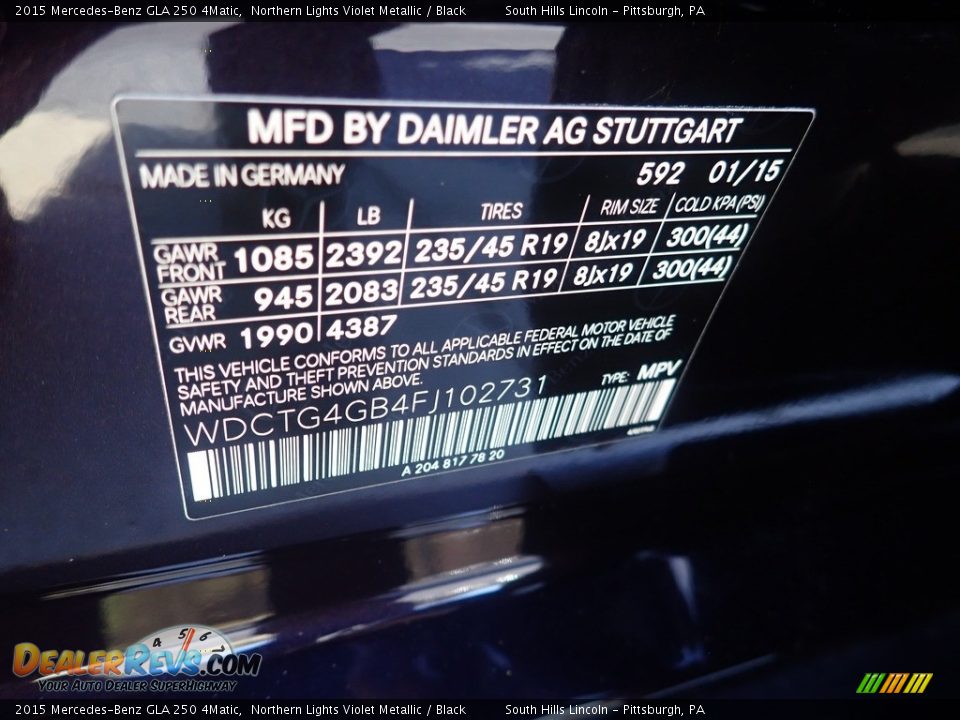 2015 Mercedes-Benz GLA 250 4Matic, Northern Lights Violet Metallic / Black South Hills Lincoln - Pittsburgh, PA
MFD BY DAIMLER AG STUTTGART
MADE IN GERMANY 592 01/15
KG LB TIRES RIM SIZE COLD KPA (PSI)
GAWR FRONT 1085 2392 235/45 R19 8Jx19 300(44)
GAWR REAR 945 2083 235/45 R19 8Jx19 300(44)
GVWR 1990 4387
THIS VEHICLE CONFORMS TO ALL APPLICABLE FEDERAL MOTOR VEHICLE
SAFETY AND THEFT PREVENTION STANDARDS IN EFFECT ON THE DATE OF
MANUFACTURE SHOWN ABOVE.
WDCTG4GB4FJ102731 TYPE: MPV
A 204 817 78 20
4 5 6
DEALERREVS.COM
YOUR AUTO DEALER SUPERHIGHWAY
2015 Mercedes-Benz GLA 250 4Matic, Northern Lights Violet Metallic / Black South Hills Lincoln - Pittsburgh, PA